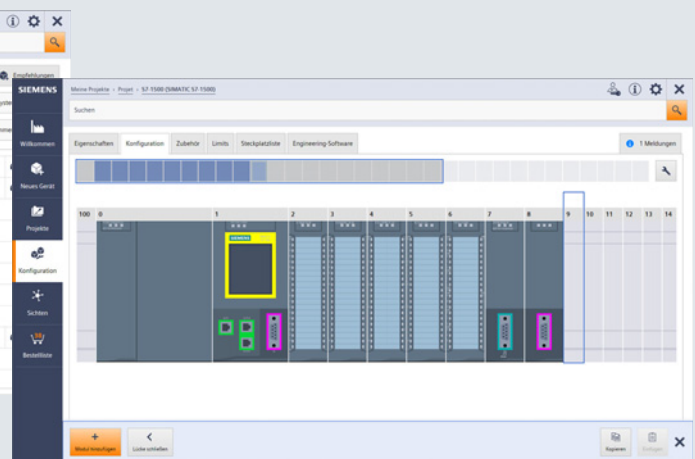 Empfehlungen
SIEMENS
Meine Projekte > Projet > S7-1500 (SIMATIC S7-1500)
Suchen
Willkommen
Eigenschaften Konfiguration Zubehör Limits Steckplatzliste Engineering-Software 1 Meldungen
Neues Gerät
Projekte
100 0 1 2 3 4 5 6 7 8 9 10 11 12 13 14
SIEMENS
Konfiguration
Sichten
Bestellliste
Modul hinzufügen
Liste schließen
Kopieren
Einfügen